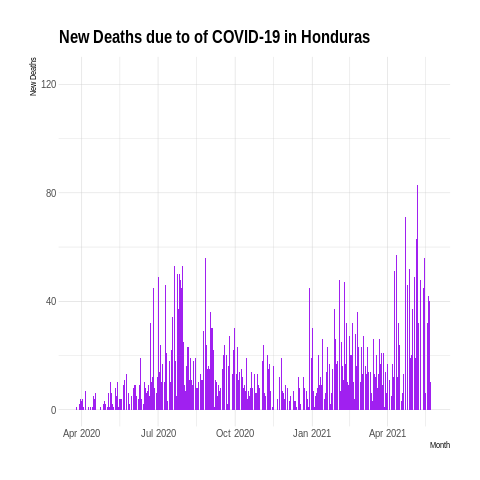 New Deaths due to of COVID-19 in Honduras
New Deaths
120
80
40
0
Apr 2020 Jul 2020 Oct 2020 Jan 2021 Apr 2021
Month